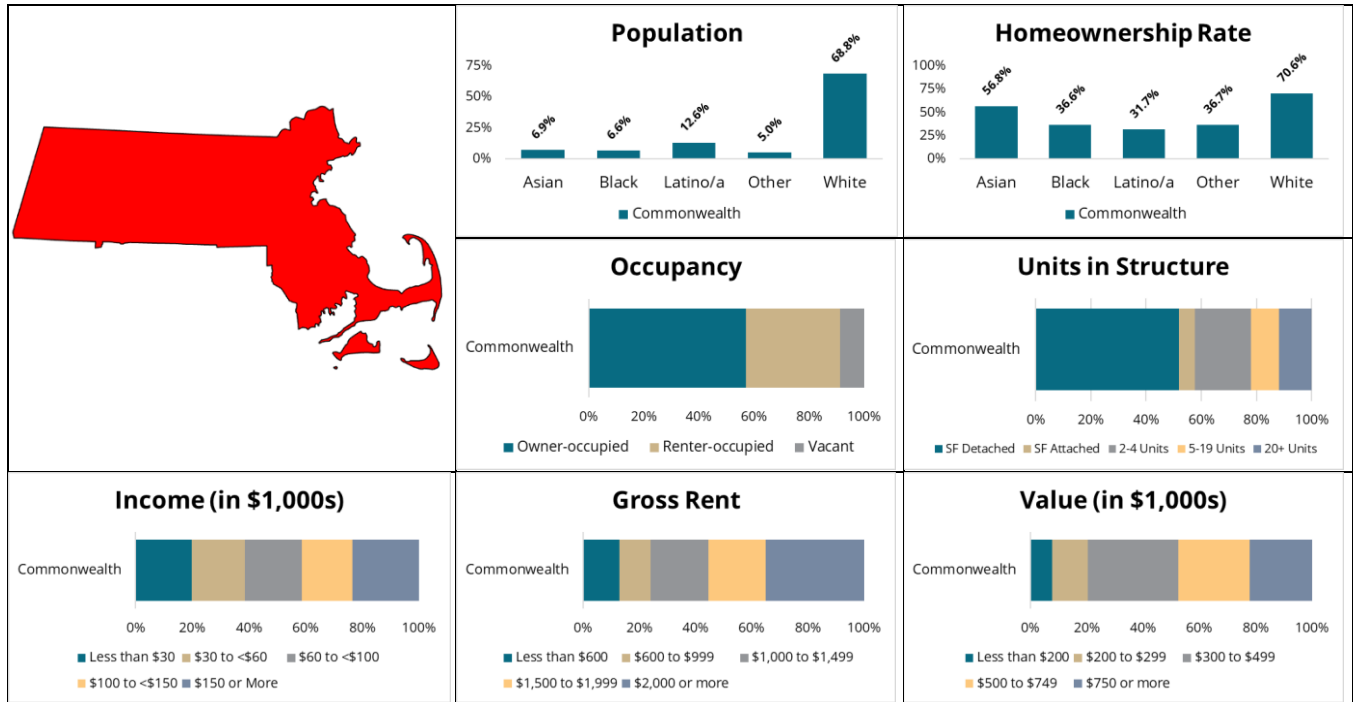 Population
75%
50%
25%
0%
6.9%
6.6%
12.6%
5.0%
68.8%
Asian Black Latino/a Other White
Commonwealth
Homeownership Rate
100%
75%
50%
25%
0%
56.8%
36.6%
31.7%
36.7%
70.6%
Asian Black Latino/a Other White
Commonwealth
Occupancy
Commonwealth
0% 20% 40% 60% 80% 100%
Owner-occupied Renter-occupied Vacant
Units in Structure
Commonwealth
0% 20% 40% 60% 80% 100%
SF Detached SF Attached 2-4 Units 5-19 Units 20+ Units
Income (in $1,000s)
Commonwealth
0% 20% 40% 60% 80% 100%
Less than $30 $30 to <$60 $60 to <$100
$100 to <$150 $150 or More
Gross Rent
Commonwealth
0% 20% 40% 60% 80% 100%
Less than $600 $600 to $999 $1,000 to $1,499
$1,500 to $1,999 $2,000 or more
Value (in $1,000s)
Commonwealth
0% 20% 40% 60% 80% 100%
Less than $200 $200 to $299 $300 to $499
$500 to $749 $750 or more